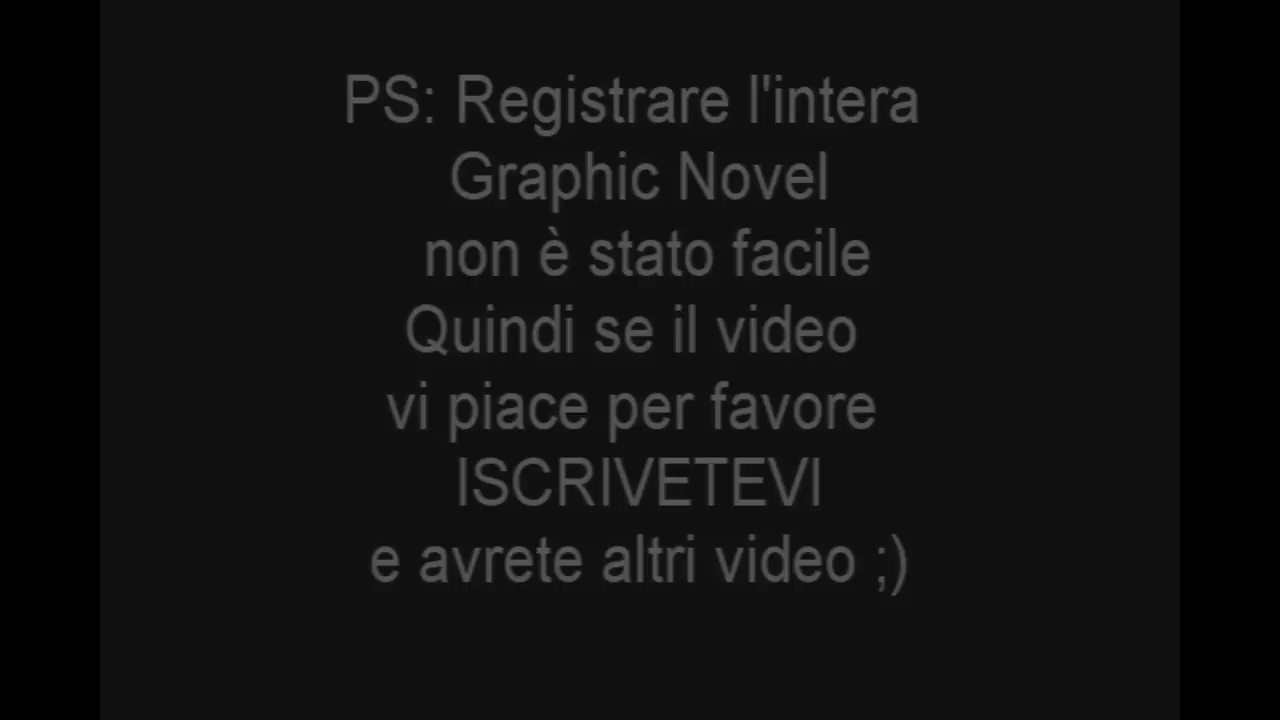 PS: Registrare l'intera
Graphic Novel
non è stato facile
Quindi se il video
vi piace per favore
ISCRIVETEVI
e avrete altri video ;)